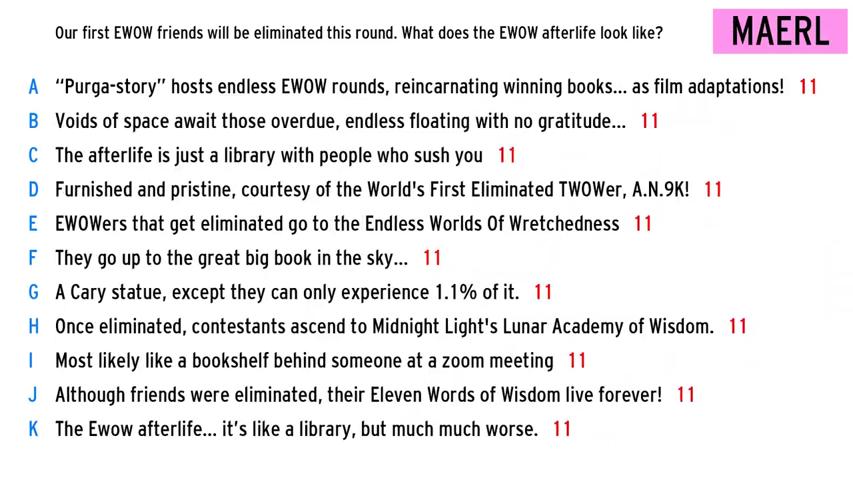 Our first EWOW friends will be eliminated this round. What does the EWOW afterlife look like?
MAERL
A “Purga-story” hosts endless EWOW rounds, reincarnating winning books... as film adaptations! 11
B Voids of space await those overdue, endless floating with no gratitude... 11
C The afterlife is just a library with people who sush you 11
D Furnished and pristine, courtesy of the World's First Eliminated TWOWer, A.N.9K! 11
E EWOWers that get eliminated go to the Endless Worlds Of Wretchedness 11
F They go up to the great big book in the sky... 11
G A Cary statue, except they can only experience 1.1% of it. 11
H Once eliminated, contestants ascend to Midnight Light's Lunar Academy of Wisdom. 11
I Most likely like a bookshelf behind someone at a zoom meeting 11
J Although friends were eliminated, their Eleven Words of Wisdom live forever! 11
K The Ewow afterlife... it’s like a library, but much much worse. 11